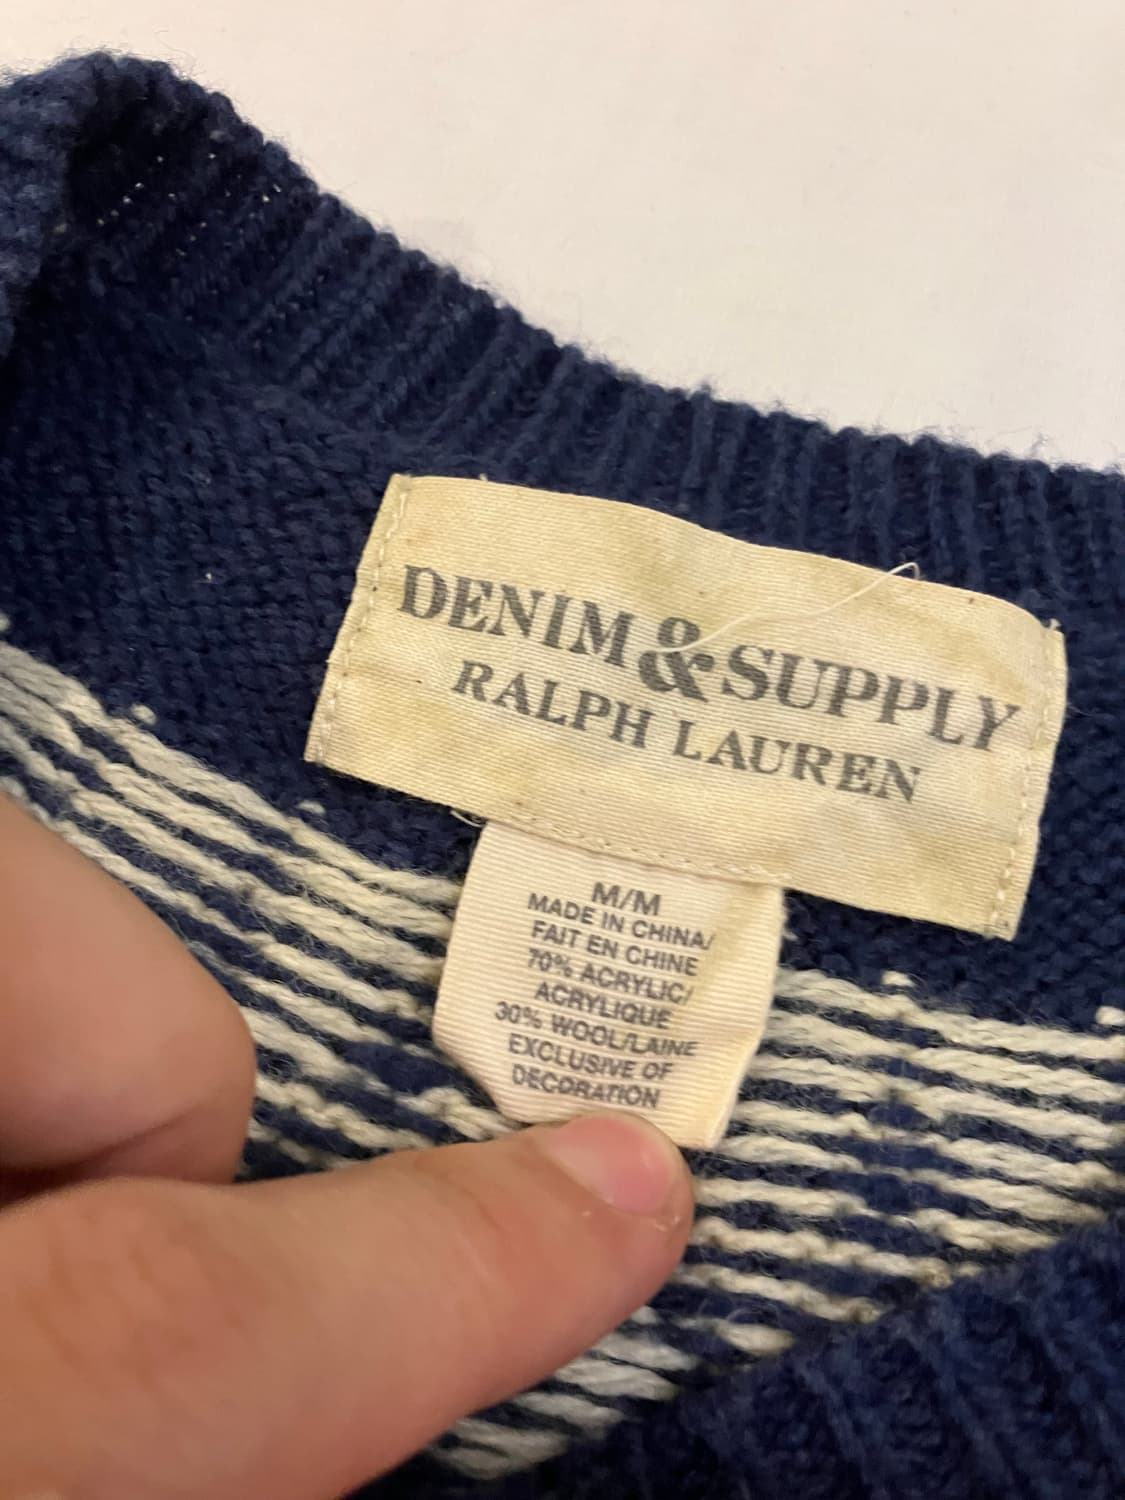 DENIM & SUPPLY
RALPH LAUREN
M/M
MADE IN CHINA/
FAIT EN CHINE
70% ACRYLIC/
ACRYLIQUE
30% WOOL/LAINE
EXCLUSIVE OF
DECORATION